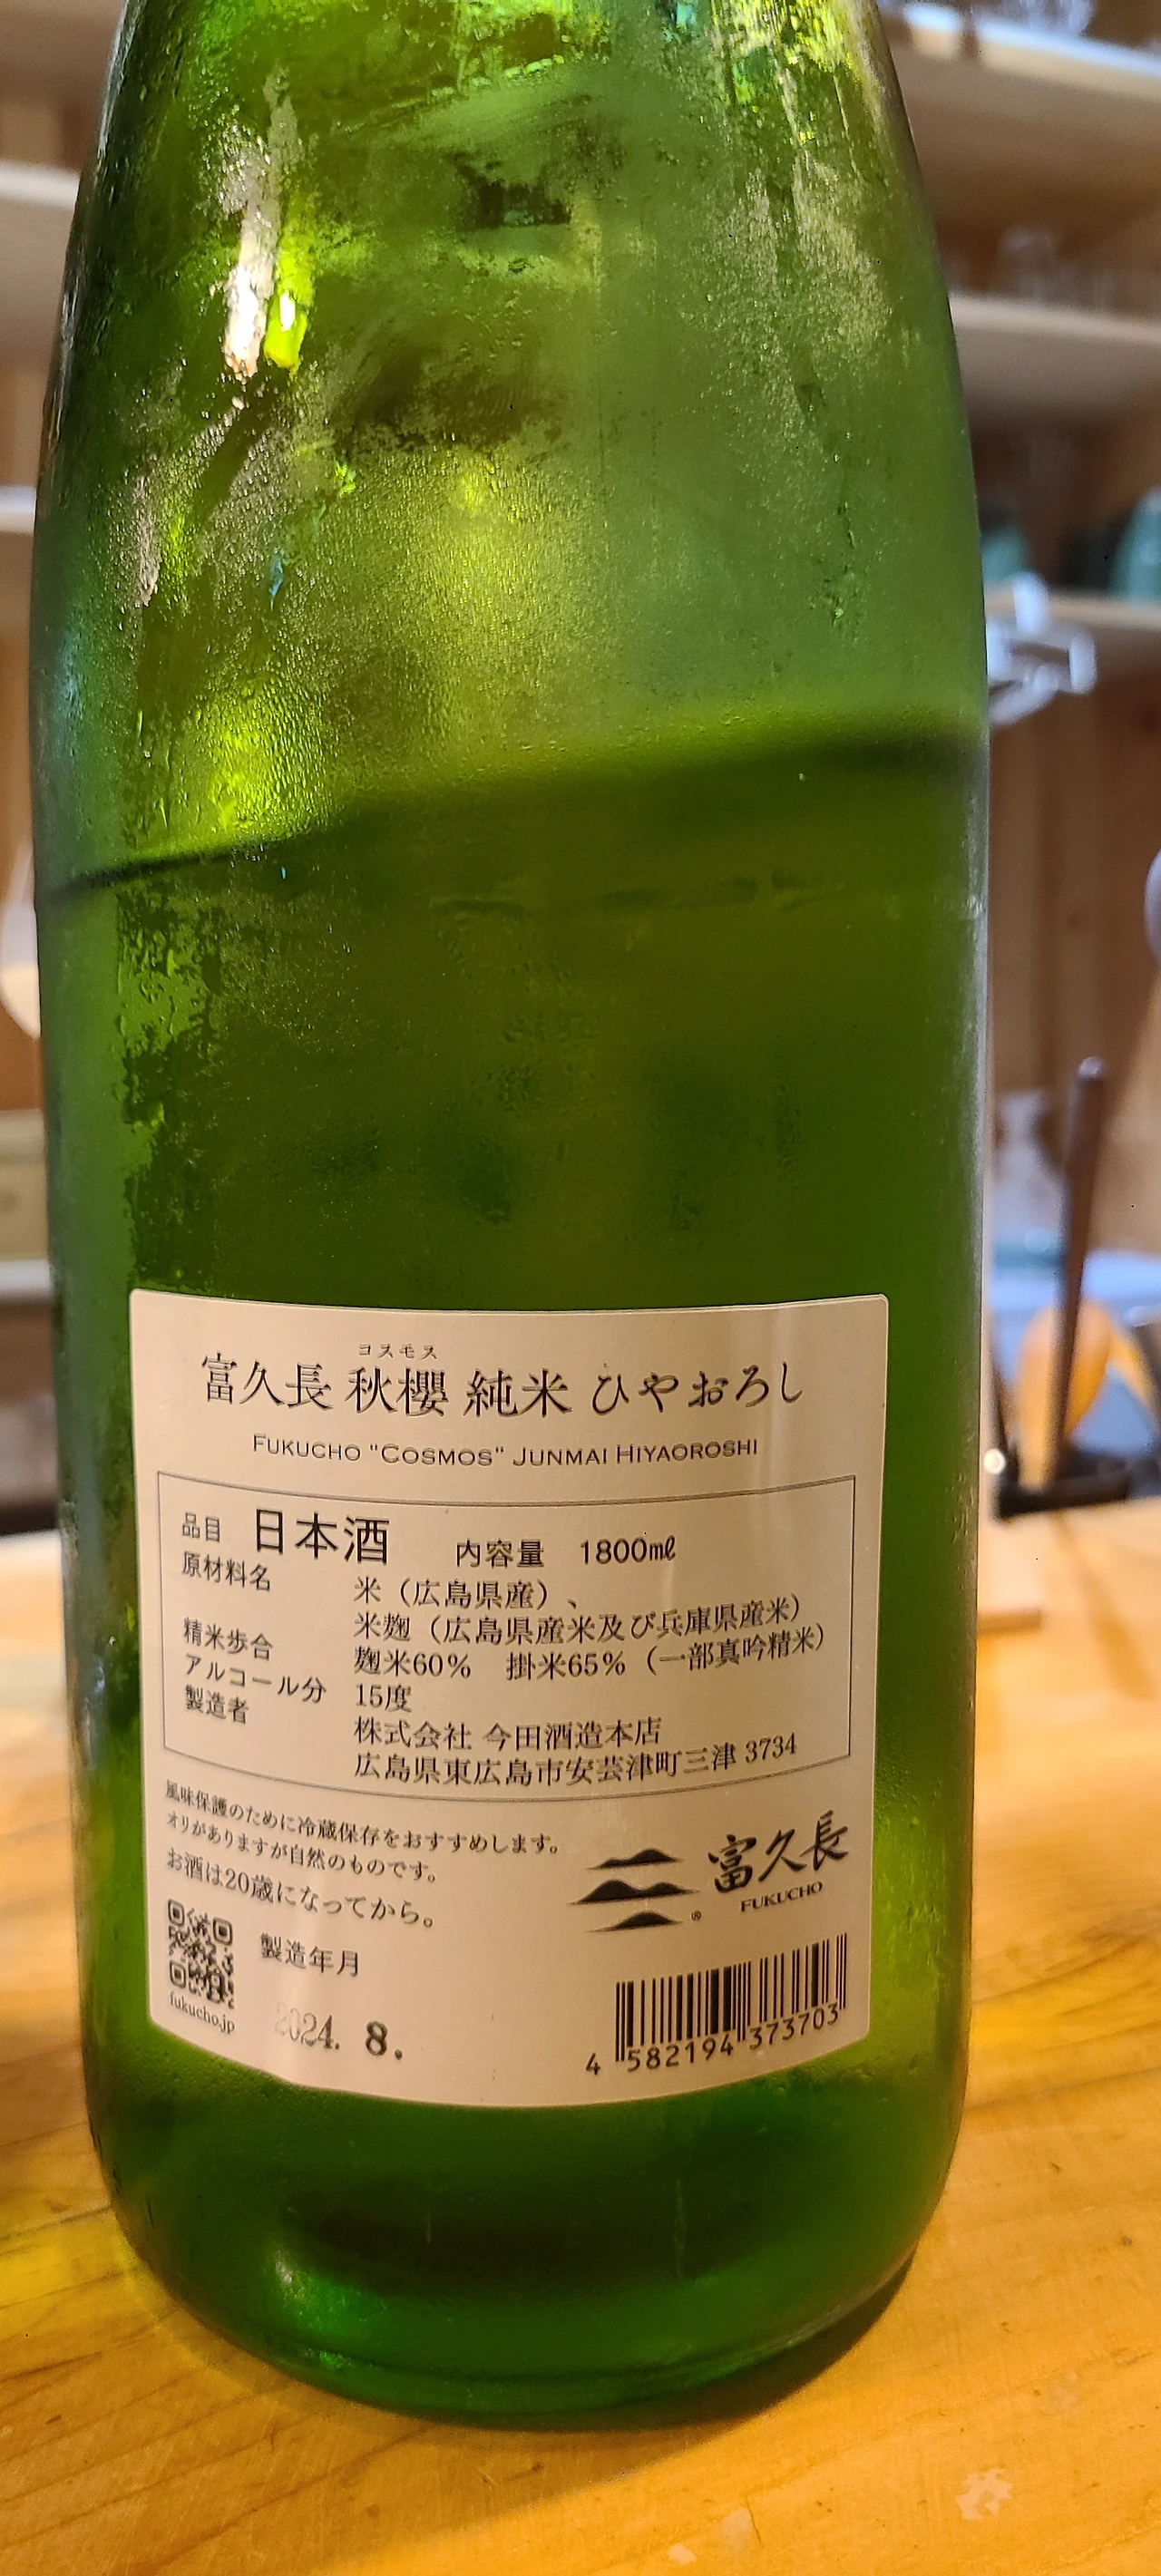 コスモス
富久長 秋櫻 純米 ひやおろし
FUKUCHO "COSMOS" JUNMAI HIYAOROSHI
品目 日本酒 内容量 1800㎖
原材料名 米（広島県産）、
米麹（広島県産米及び兵庫県産米）
精米歩合 麹米60% 掛米65%（一部真吟精米）
アルコール分 15度
製造者 株式会社 今田酒造本店
広島県東広島市安芸津町三津 3734
風味保護のために冷蔵保存をおすすめします。
オリがありますが自然のものです。
お酒は20歳になってから。
富久長
FUKUCHO
®
製造年月
fukucho.jp
2024. 8.
4 582194 373703